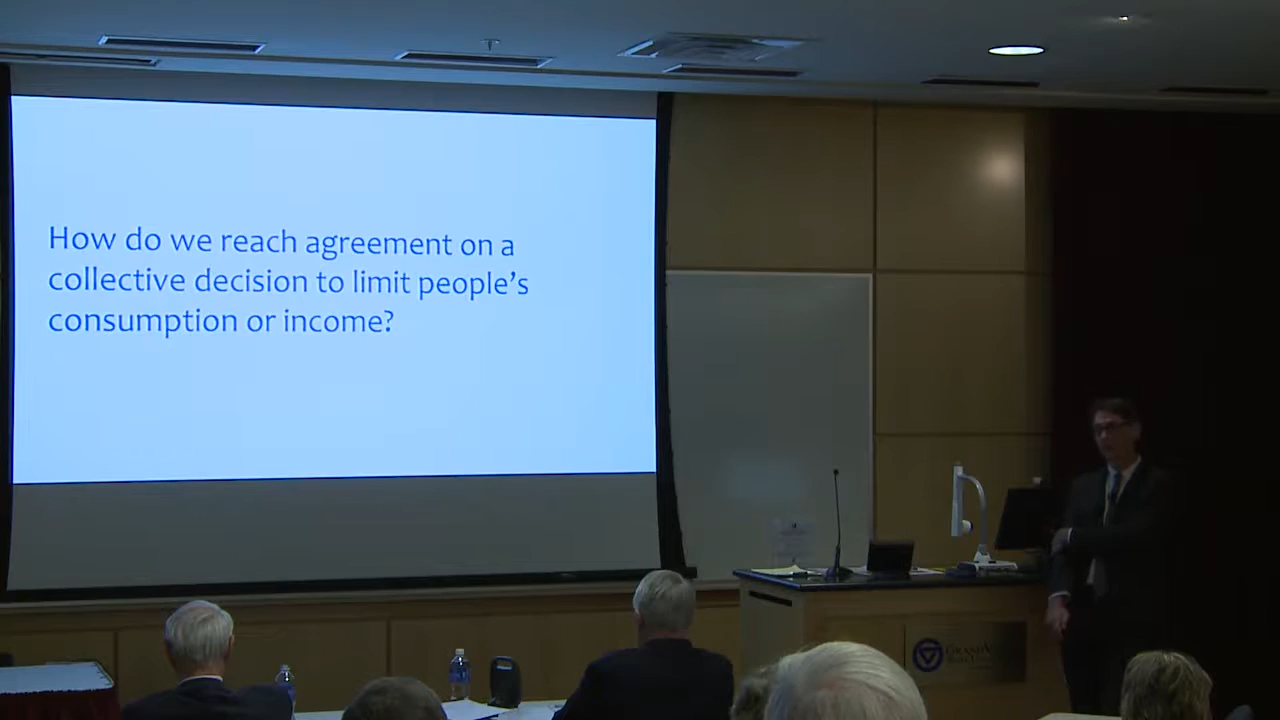 How do we reach agreement on a
collective decision to limit people's
consumption or income?